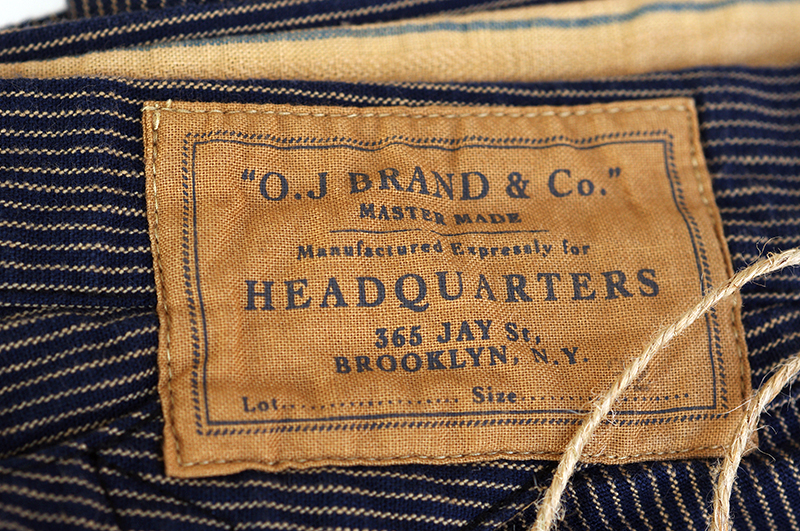 "O.J BRAND & Co."
MASTER MADE
Manufactured Expressly for
HEADQUARTERS
365 JAY St,
BROOKLYN, N.Y.
Lot..................... Size.....................